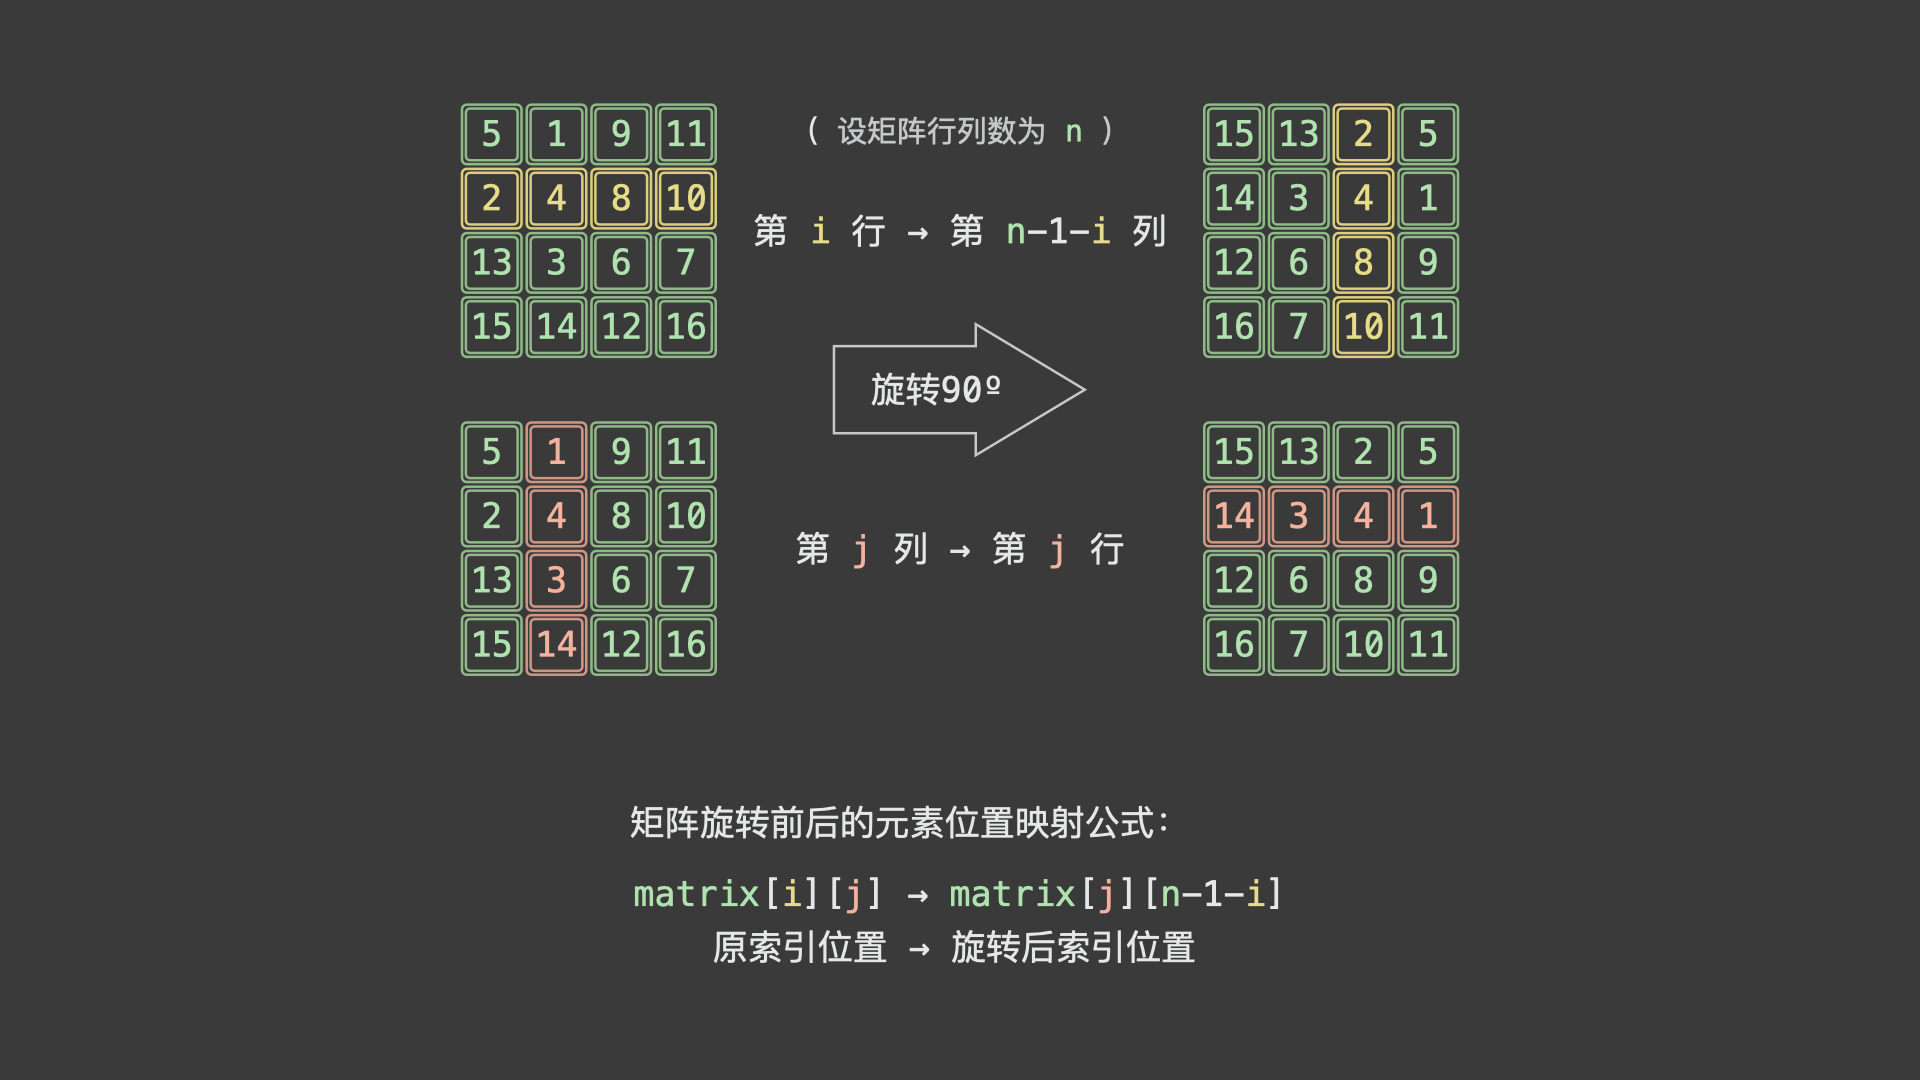 5 1 9 11
2 4 8 10
13 3 6 7
15 14 12 16
( 设矩阵行列数为 n )
第 i 行 → 第 n-1-i 列
15 13 2 5
14 3 4 1
12 6 8 9
16 7 10 11
旋转90º
5 1 9 11
2 4 8 10
13 3 6 7
15 14 12 16
第 j 列 → 第 j 行
15 13 2 5
14 3 4 1
12 6 8 9
16 7 10 11
矩阵旋转前后的元素位置映射公式：
matrix[i][j] → matrix[j][n-1-i]
原索引位置 → 旋转后索引位置